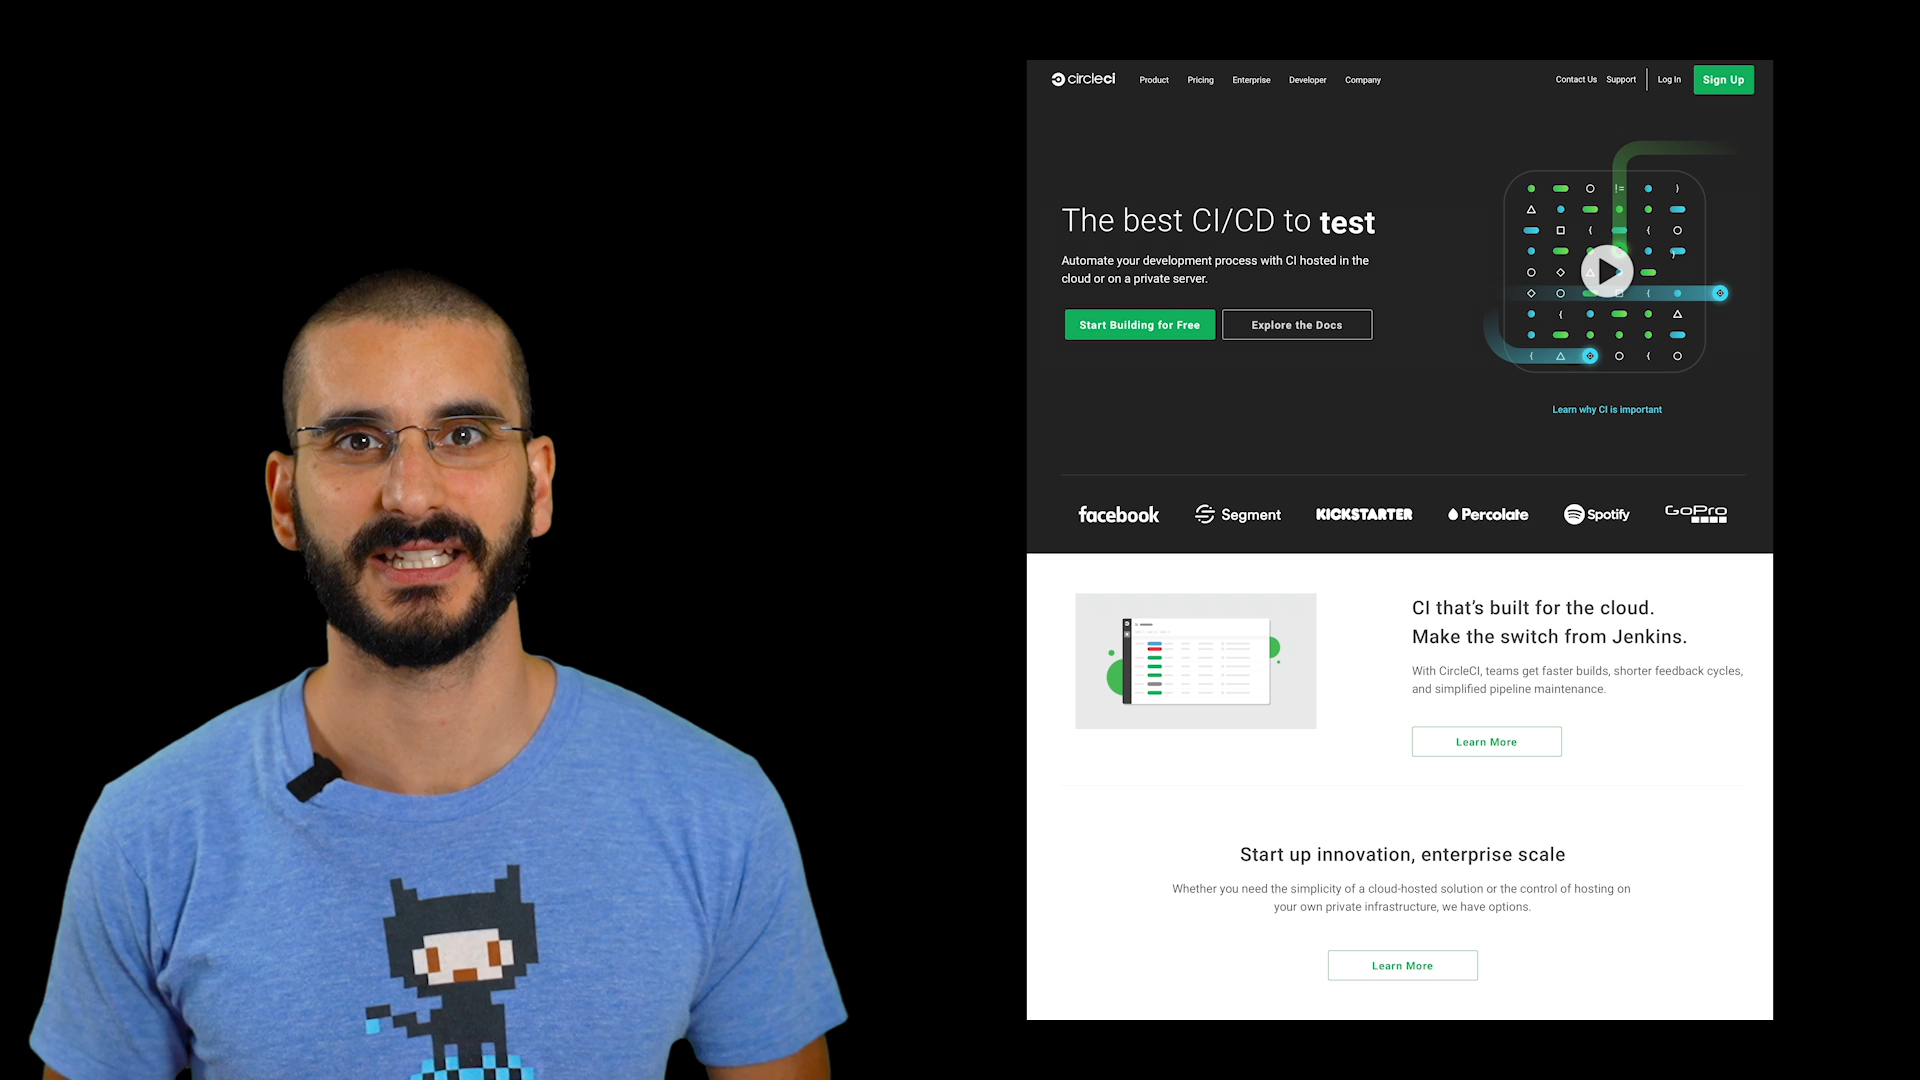 circleci Product Pricing Enterprise Developer Company Contact Us Support Log In Sign Up
The best CI/CD to test
Automate your development process with CI hosted in the
cloud or on a private server.
Start Building for Free Explore the Docs
Learn why CI is important
facebook Segment KICKSTARTER Percolate Spotify GoPro
CI that’s built for the cloud.
Make the switch from Jenkins.
With CircleCI, teams get faster builds, shorter feedback cycles,
and simplified pipeline maintenance.
Learn More
Start up innovation, enterprise scale
Whether you need the simplicity of a cloud-hosted solution or the control of hosting on
your own private infrastructure, we have options.
Learn More